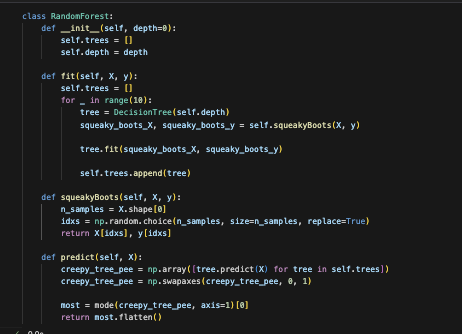 class RandomForest:
    def __init__(self, depth=0):
        self.trees = []
        self.depth = depth

    def fit(self, X, y):
        self.trees = []
        for _ in range(10):
            tree = DecisionTree(self.depth)
            squeaky_boots_X, squeaky_boots_y = self.squeakyBoots(X, y)

            tree.fit(squeaky_boots_X, squeaky_boots_y)

            self.trees.append(tree)

    def squeakyBoots(self, X, y):
        n_samples = X.shape[0]
        idxs = np.random.choice(n_samples, size=n_samples, replace=True)
        return X[idxs], y[idxs]

    def predict(self, X):
        creepy_tree_pee = np.array([tree.predict(X) for tree in self.trees])
        creepy_tree_pee = np.swapaxes(creepy_tree_pee, 0, 1)

        most = mode(creepy_tree_pee, axis=1)[0]
        return most.flatten()